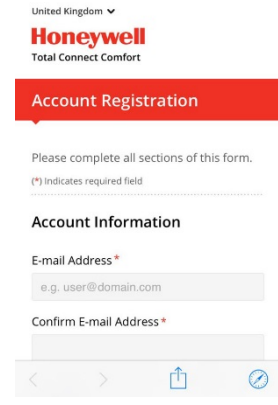 United Kingdom
Honeywell
Total Connect Comfort
Account Registration
Please complete all sections of this form.
(*) Indicates required field
Account Information
E-mail Address*
e.g. user@domain.com
Confirm E-mail Address*